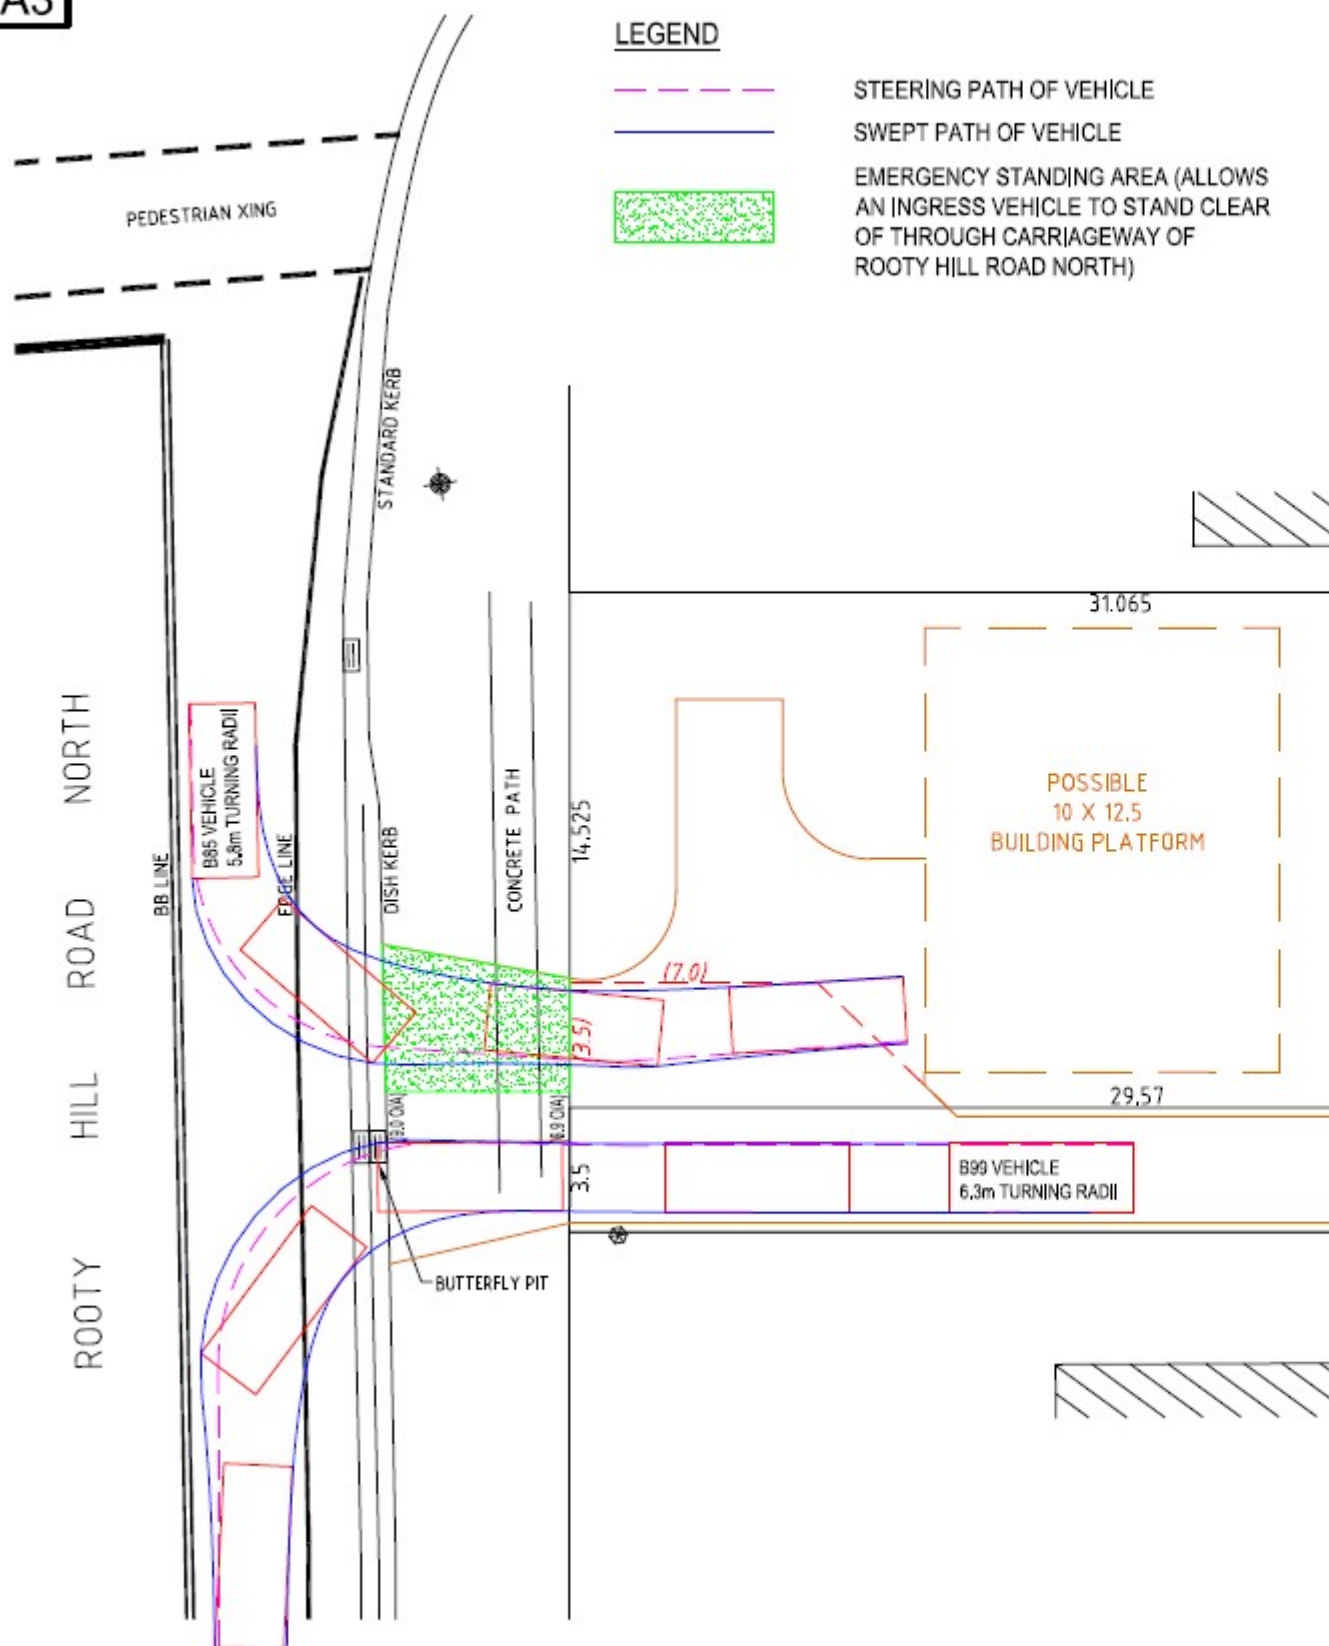 A3
LEGEND
STEERING PATH OF VEHICLE
SWEPT PATH OF VEHICLE
EMERGENCY STANDING AREA (ALLOWS
AN INGRESS VEHICLE TO STAND CLEAR
OF THROUGH CARRIAGEWAY OF
ROOTY HILL ROAD NORTH)
PEDESTRIAN XING
STANDARD KERB
31.065
B85 VEHICLE
5.8m TURNING RADII
BB LINE
EDGE LINE
DISH KERB
CONCRETE PATH
14.525
POSSIBLE
10 X 12.5
BUILDING PLATFORM
(7.0)
(3.5)
29.57
(9.0 O/A)
(6.9 O/A)
3.5
B99 VEHICLE
6.3m TURNING RADII
BUTTERFLY PIT
ROOTY HILL ROAD NORTH